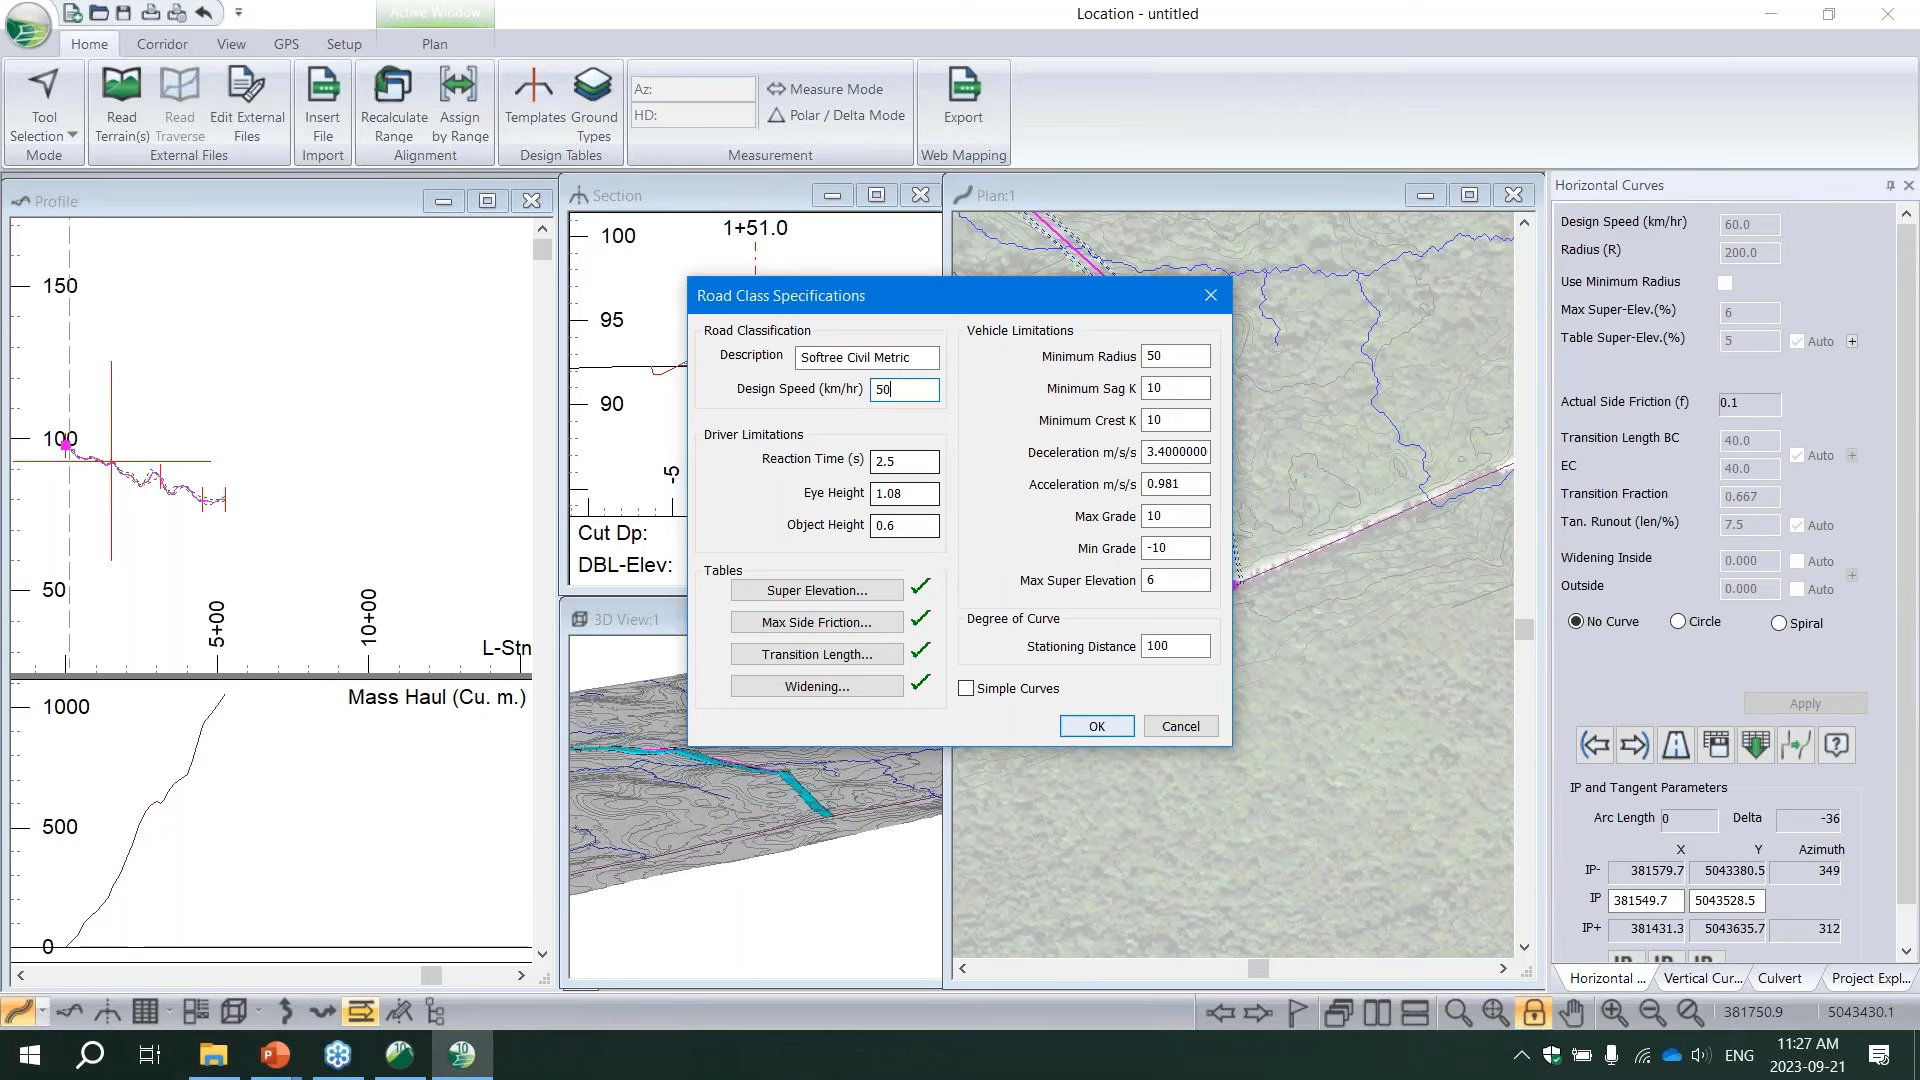 Active Window
Location - untitled
Home
Corridor
View
GPS
Setup
Plan
Tool
Selection
Mode
Read
Terrain(s)
Read
Traverse
Edit External
Files
External Files
Insert
File
Import
Recalculate
Range
Assign
by Range
Alignment
Templates
Ground
Types
Design Tables
Az:
HD:
Measure Mode
Polar / Delta Mode
Measurement
Export
Web Mapping
Profile
150
100
50
5+00
10+00
L-Stn
Mass Haul (Cu. m.)
1000
500
0
Section
1+51.0
100
95
90
-5
Cut Dp:
DBL-Elev:
3D View:1
Plan:1
Road Class Specifications
Road Classification
Description Softree Civil Metric
Design Speed (km/hr) 50
Driver Limitations
Reaction Time (s) 2.5
Eye Height 1.08
Object Height 0.6
Tables
Super Elevation...
Max Side Friction...
Transition Length...
Widening...
Vehicle Limitations
Minimum Radius 50
Minimum Sag K 10
Minimum Crest K 10
Deceleration m/s/s 3.4000000
Acceleration m/s/s 0.981
Max Grade 10
Min Grade -10
Max Super Elevation 6
Degree of Curve
Stationing Distance 100
Simple Curves
OK
Cancel
Horizontal Curves
Design Speed (km/hr) 60.0
Radius (R) 200.0
Use Minimum Radius
Max Super-Elev.(%) 6
Table Super-Elev.(%) 5 Auto +
Actual Side Friction (f) 0.1
Transition Length BC 40.0 Auto +
EC 40.0
Transition Fraction 0.667
Tan. Runout (len/%) 7.5 Auto
Widening Inside 0.000 Auto +
Outside 0.000 Auto
No Curve Circle Spiral
Apply
IP and Tangent Parameters
Arc Length 0 Delta -36
X Y Azimuth
IP- 381579.7 5043380.5 349
IP 381549.7 5043528.5
IP+ 381431.3 5043635.7 312
Horizontal ...
Vertical Cur...
Culvert
Project Expl...
381750.9
5043430.1
10
10
ENG
11:27 AM
2023-09-21